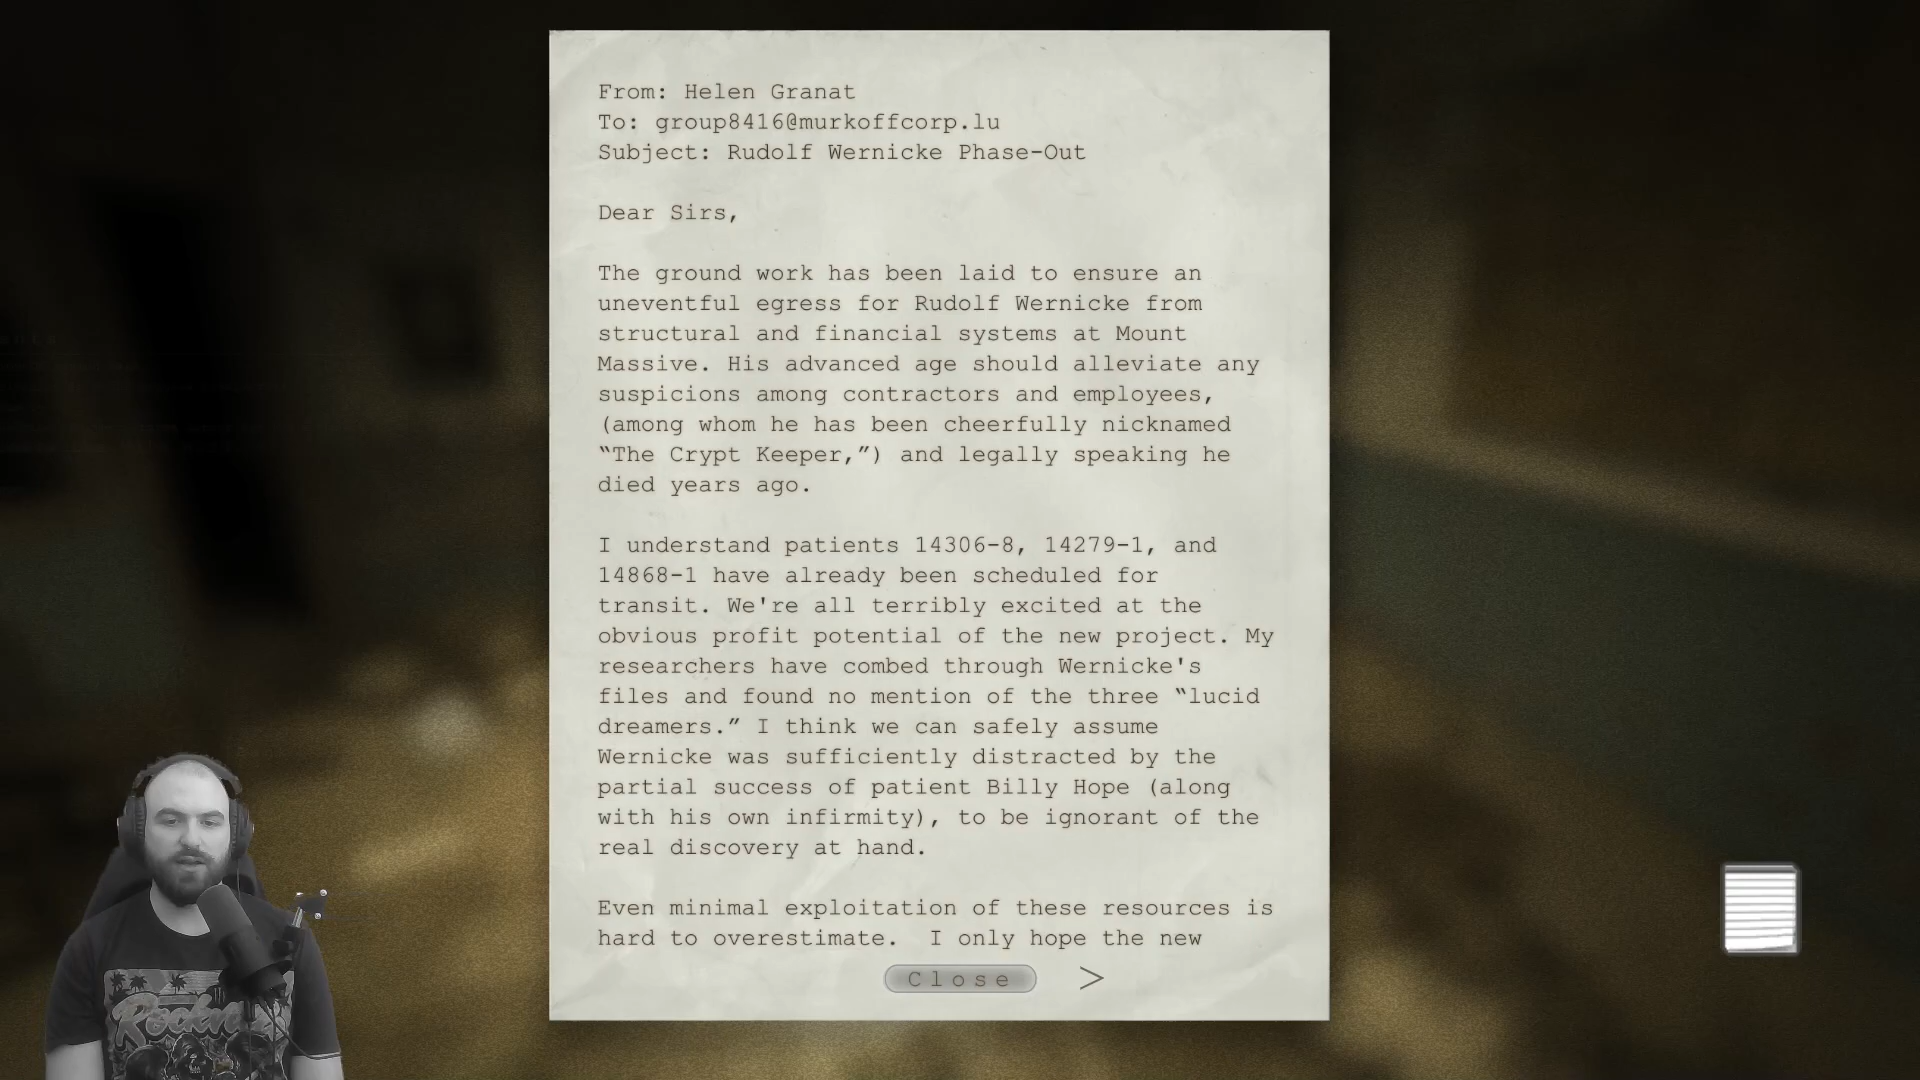 From: Helen Granat
To: group8416@murkoffcorp.lu
Subject: Rudolf Wernicke Phase-Out
Dear Sirs,
The ground work has been laid to ensure an
uneventful egress for Rudolf Wernicke from
structural and financial systems at Mount
Massive. His advanced age should alleviate any
suspicions among contractors and employees,
(among whom he has been cheerfully nicknamed
“The Crypt Keeper,”) and legally speaking he
died years ago.
I understand patients 14306-8, 14279-1, and
14868-1 have already been scheduled for
transit. We're all terribly excited at the
obvious profit potential of the new project. My
researchers have combed through Wernicke's
files and found no mention of the three “lucid
dreamers.” I think we can safely assume
Wernicke was sufficiently distracted by the
partial success of patient Billy Hope (along
with his own infirmity), to be ignorant of the
real discovery at hand.
Even minimal exploitation of these resources is
hard to overestimate.  I only hope the new
Close >